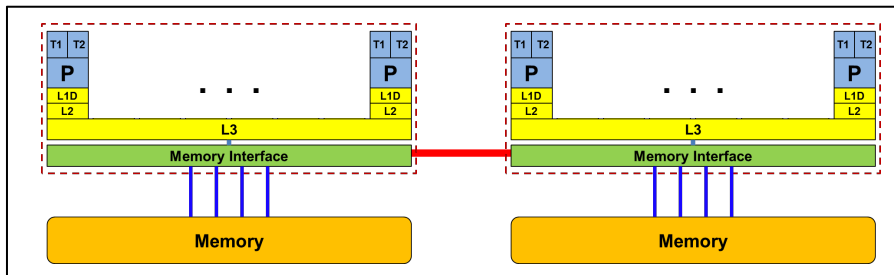 T1 T2 T1 T2 T1 T2 T1 T2
P P P P
L1D L1D L1D L1D
L2 L2 L2 L2
. . . . . .
L3 L3
Memory Interface Memory Interface
Memory Memory